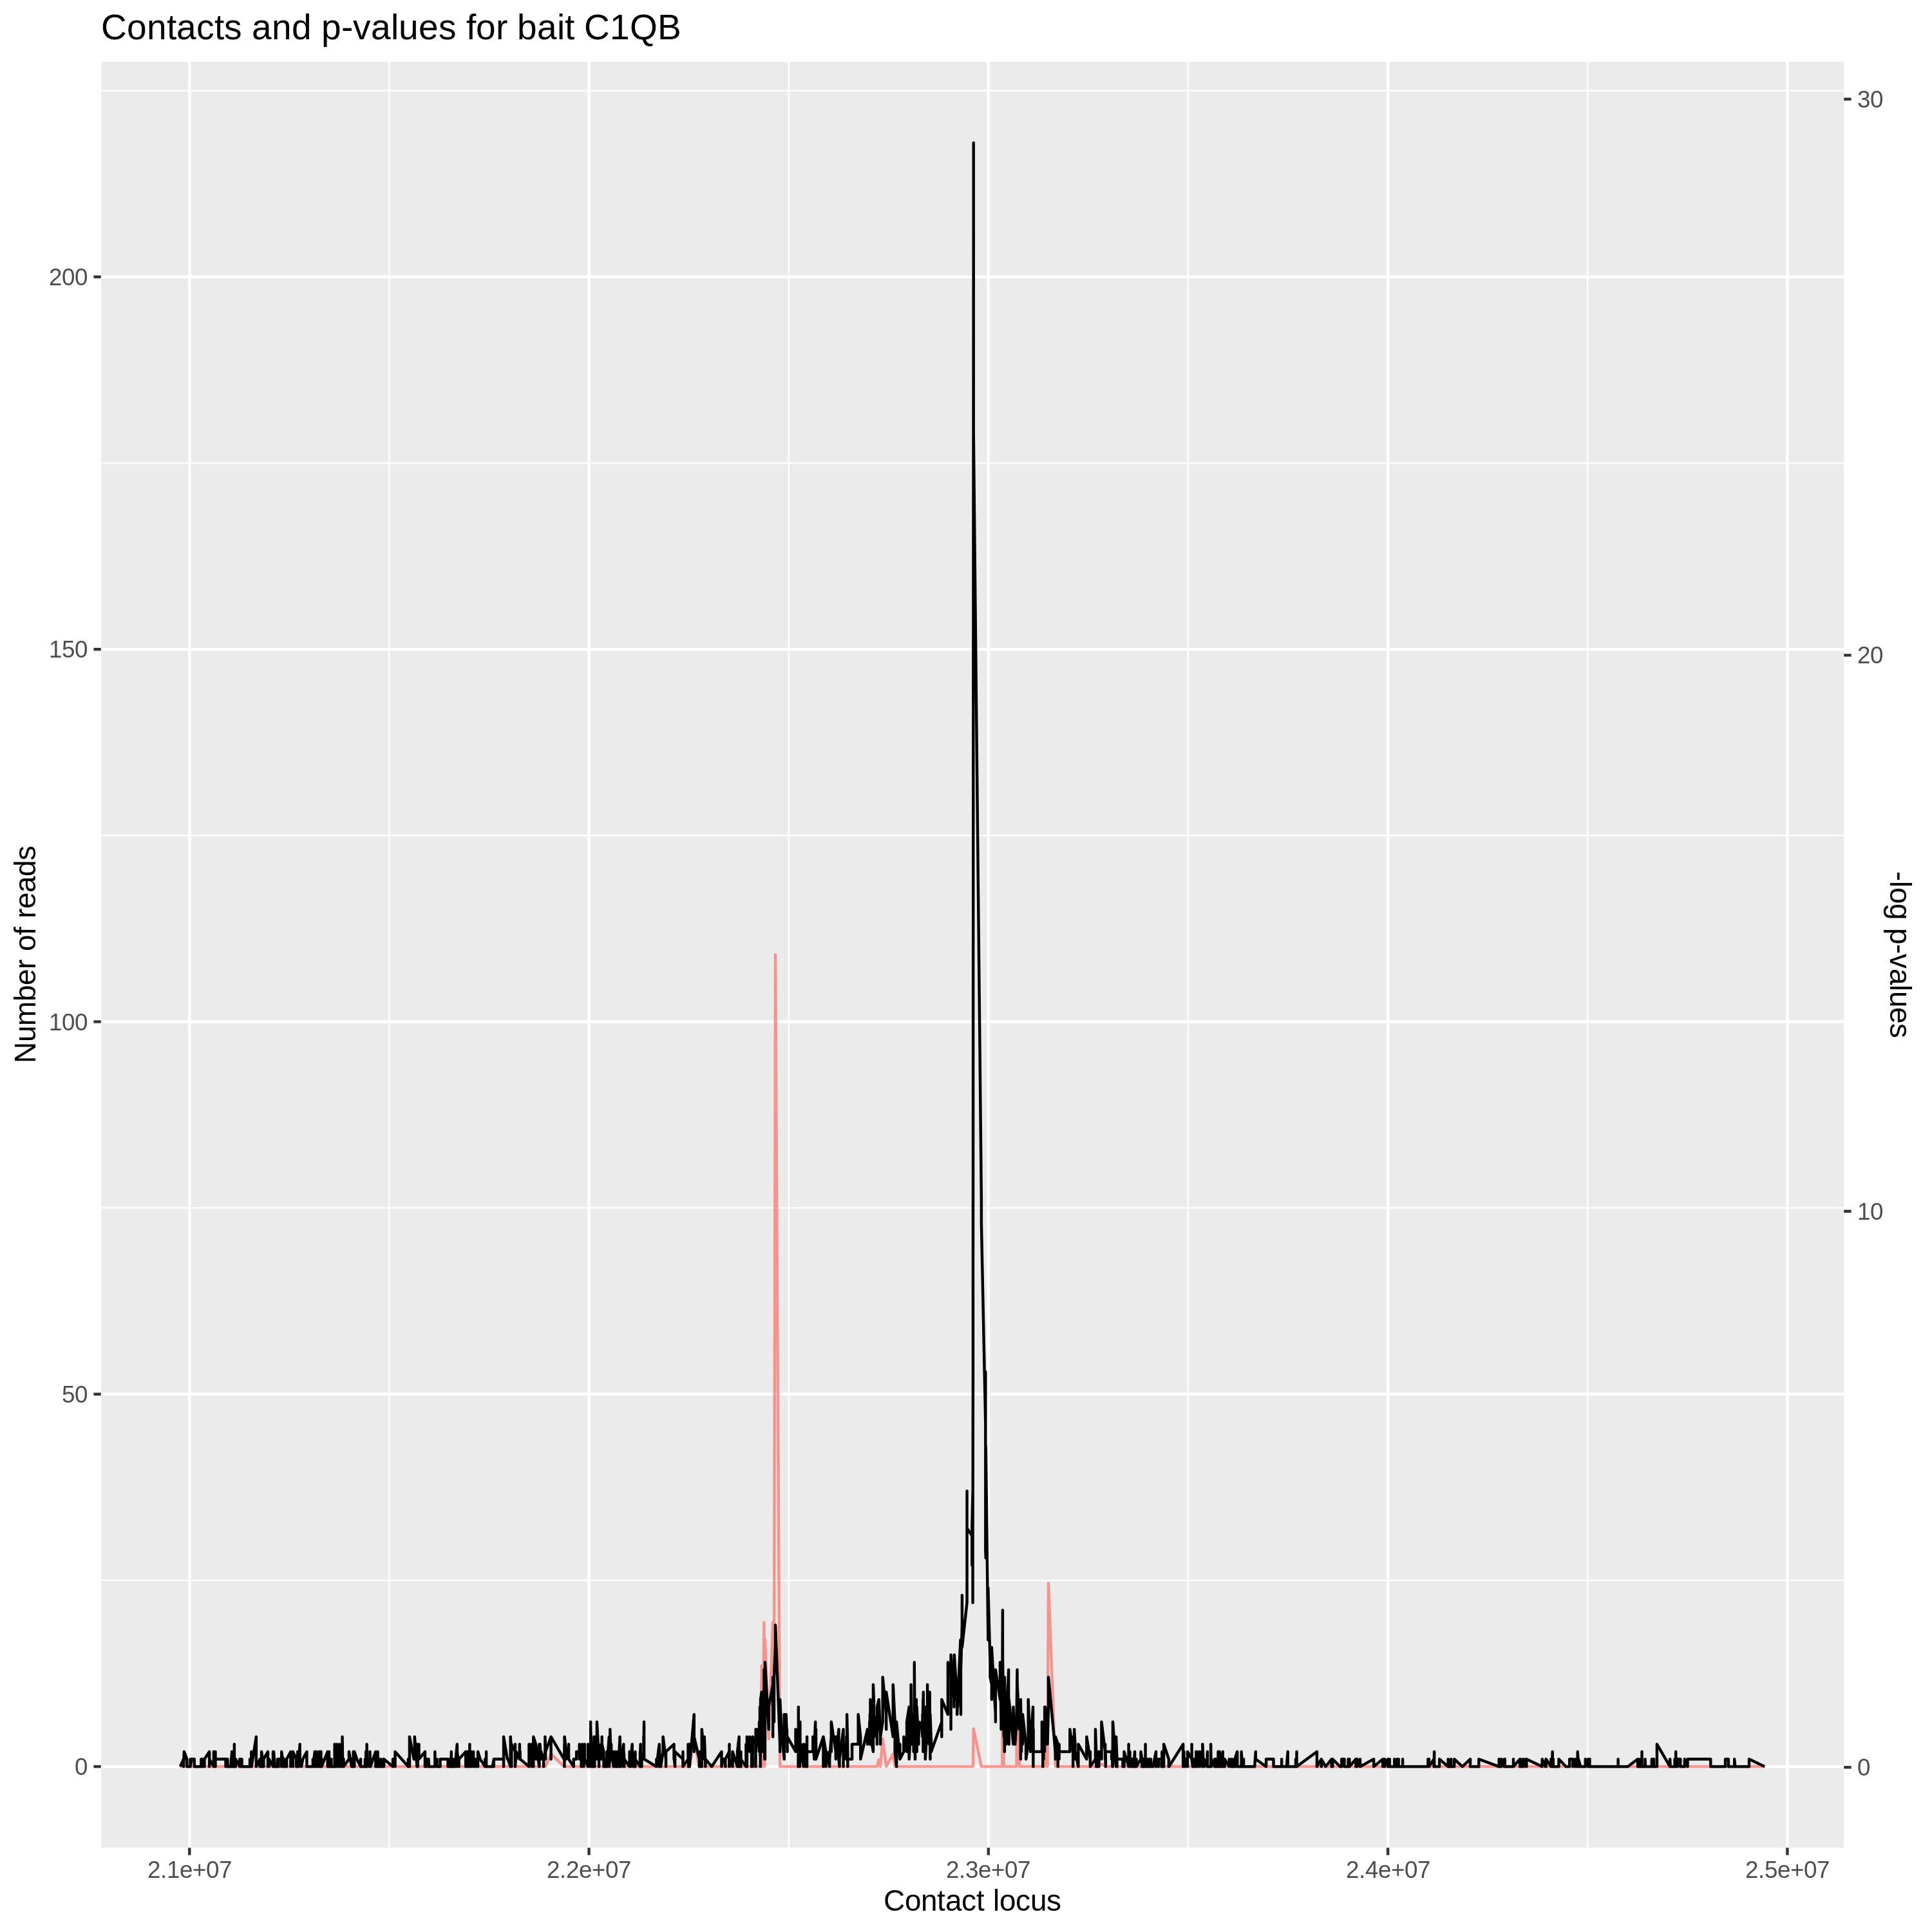 Contacts and p-values for bait C1QB
30
200
150
20
Number of reads
-log p-values
100
10
50
0
0
2.1e+07
2.2e+07
2.3e+07
2.4e+07
2.5e+07
Contact locus